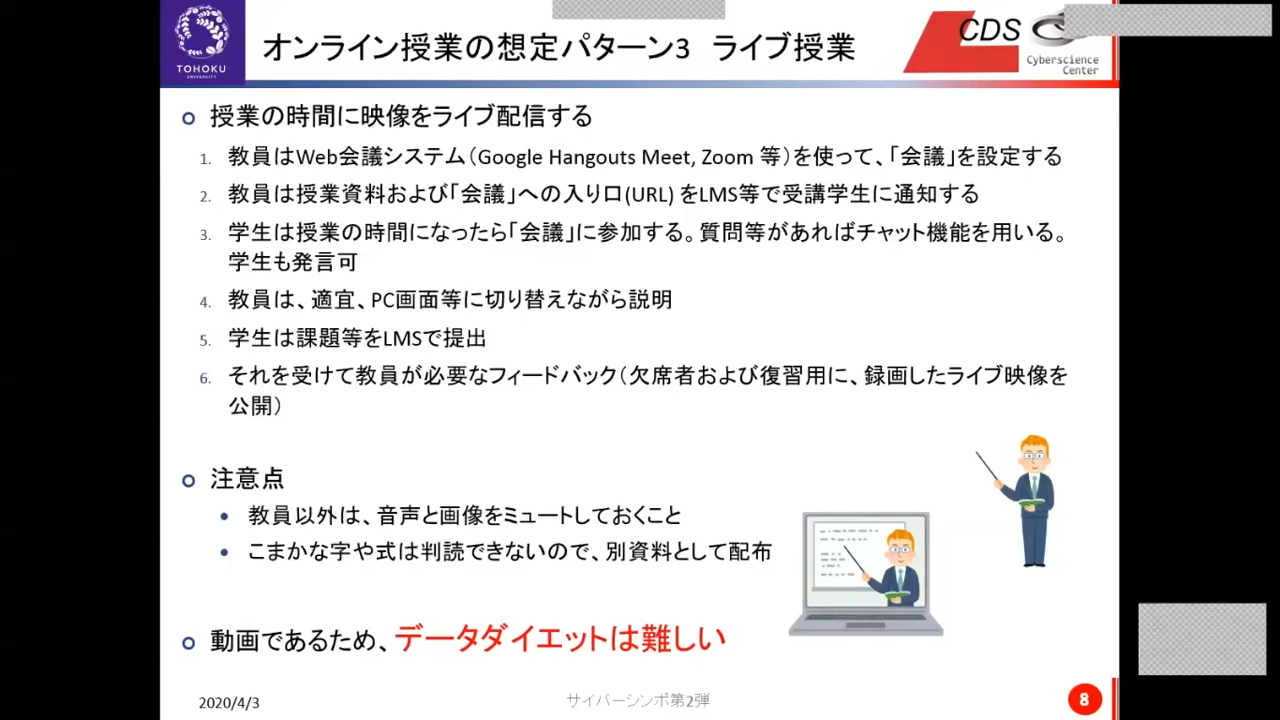 TOHOKU
UNIVERSITY
オンライン授業の想定パターン3 ライブ授業
CDS
Cyberscience
Center
授業の時間に映像をライブ配信する
1. 教員はWeb会議システム（Google Hangouts Meet, Zoom 等）を使って、「会議」を設定する
2. 教員は授業資料および「会議」への入り口(URL) をLMS等で受講学生に通知する
3. 学生は授業の時間になったら「会議」に参加する。質問等があればチャット機能を用いる。
学生も発言可
4. 教員は、適宜、PC画面等に切り替えながら説明
5. 学生は課題等をLMSで提出
6. それを受けて教員が必要なフィードバック（欠席者および復習用に、録画したライブ映像を
公開）
注意点
• 教員以外は、音声と画像をミュートしておくこと
• こまかな字や式は判読できないので、別資料として配布
動画であるため、データダイエットは難しい
2020/4/3
サイバーシンポ第2弾
8